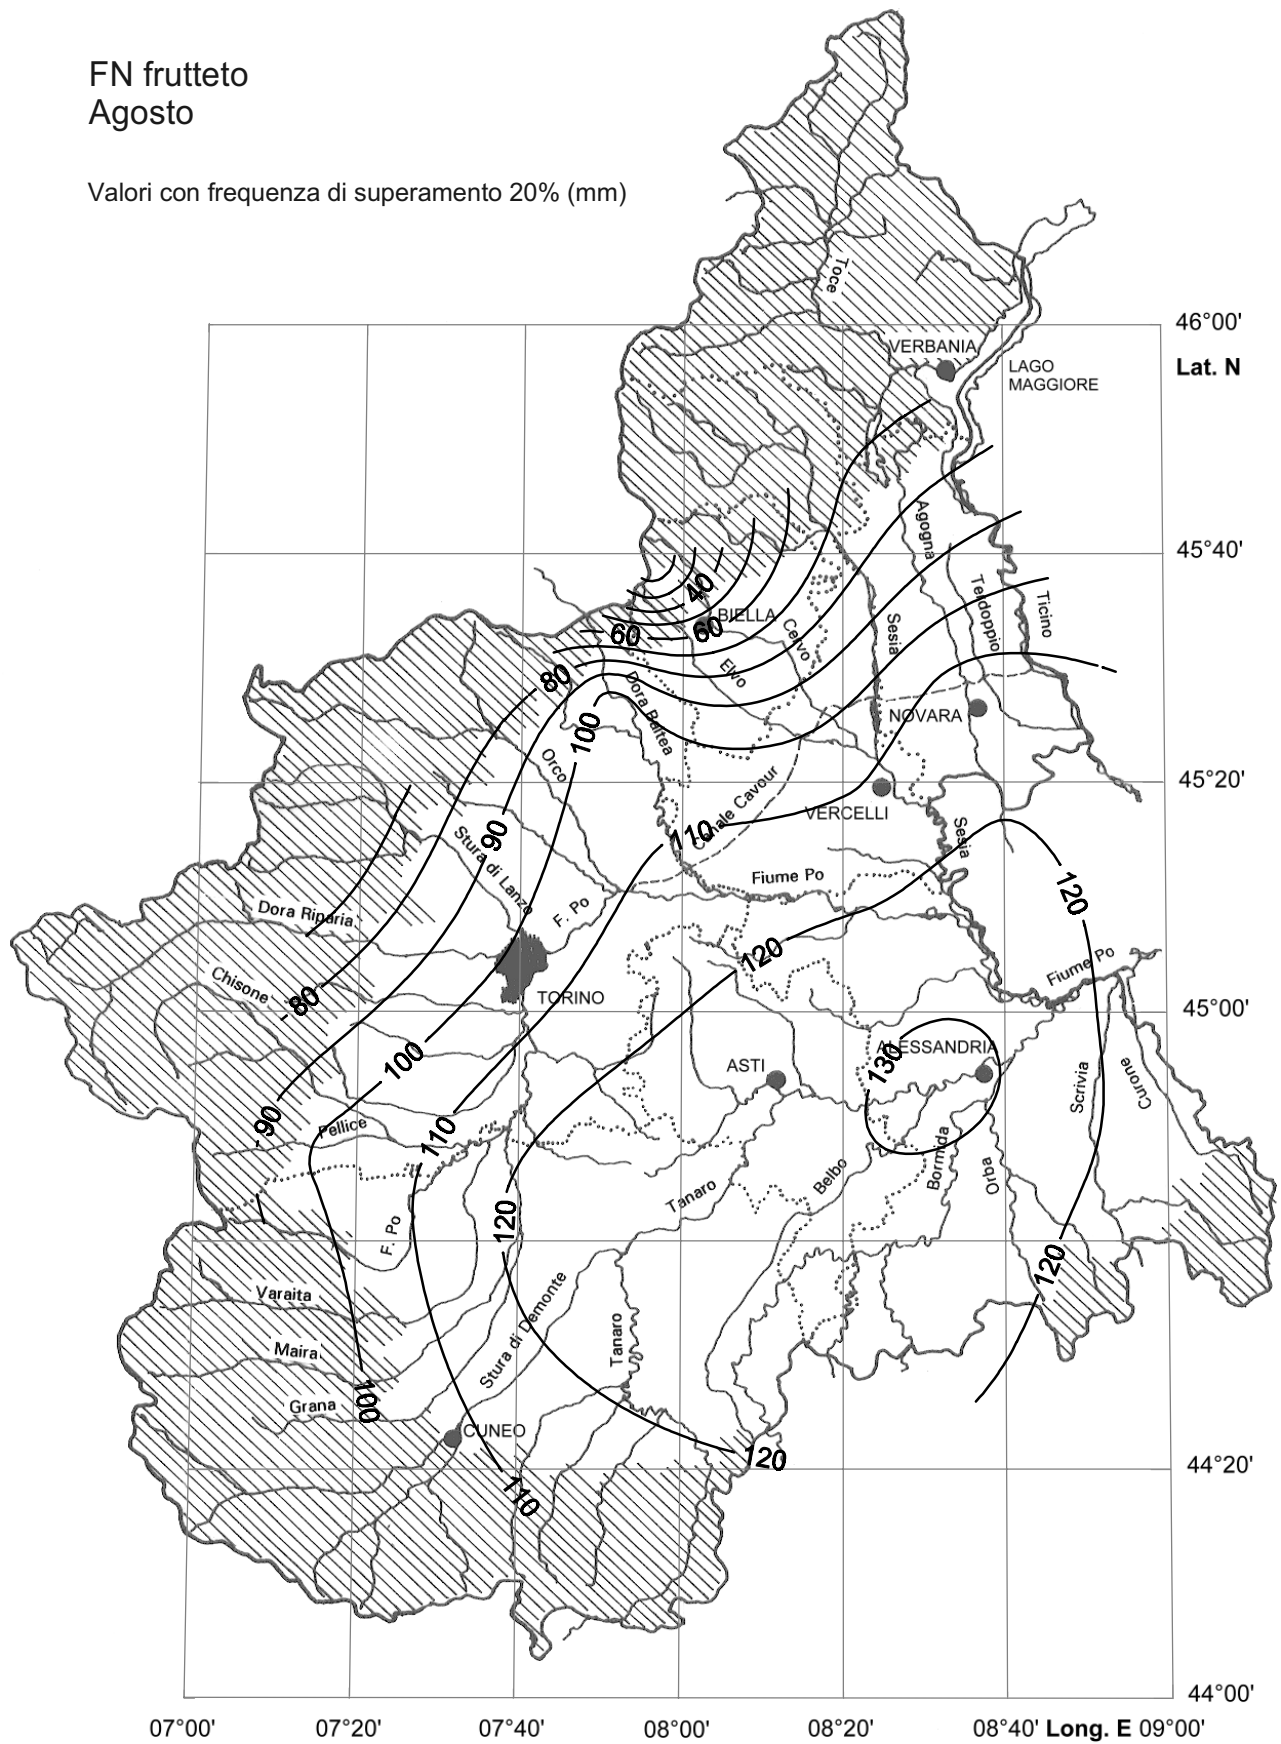 FN frutteto
Agosto
Valori con frequenza di superamento 20% (mm)
Toce
46°00'
VERBANIA
Lat. N
LAGO
MAGGIORE
Agogna
45°40'
40
Terdoppio
Ticino
BIELLA
60
60
Cervo
Sesia
Elvo
80
Dora Baltea
100
NOVARA
Orco
45°20'
Canale Cavour
VERCELLI
90
110
Stura di Lanzo
Sesia
Fiume Po
120
Dora Riparia
F. Po
120
Fiume Po
Chisone
80
TORINO
45°00'
100
ALESSANDRIA
130
ASTI
Scrivia
Curone
90
Pellice
110
Bormida
Orba
Belbo
Tanaro
120
F. Po
120
Varaita
Stura di Demonte
Tanaro
Maira
100
Grana
CUNEO
120
44°20'
110
44°00'
07°00'
07°20'
07°40'
08°00'
08°20'
08°40'
Long. E
09°00'